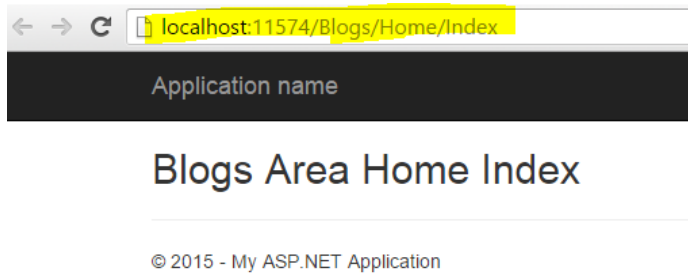 localhost:11574/Blogs/Home/Index
Application name
Blogs Area Home Index
© 2015 - My ASP.NET Application